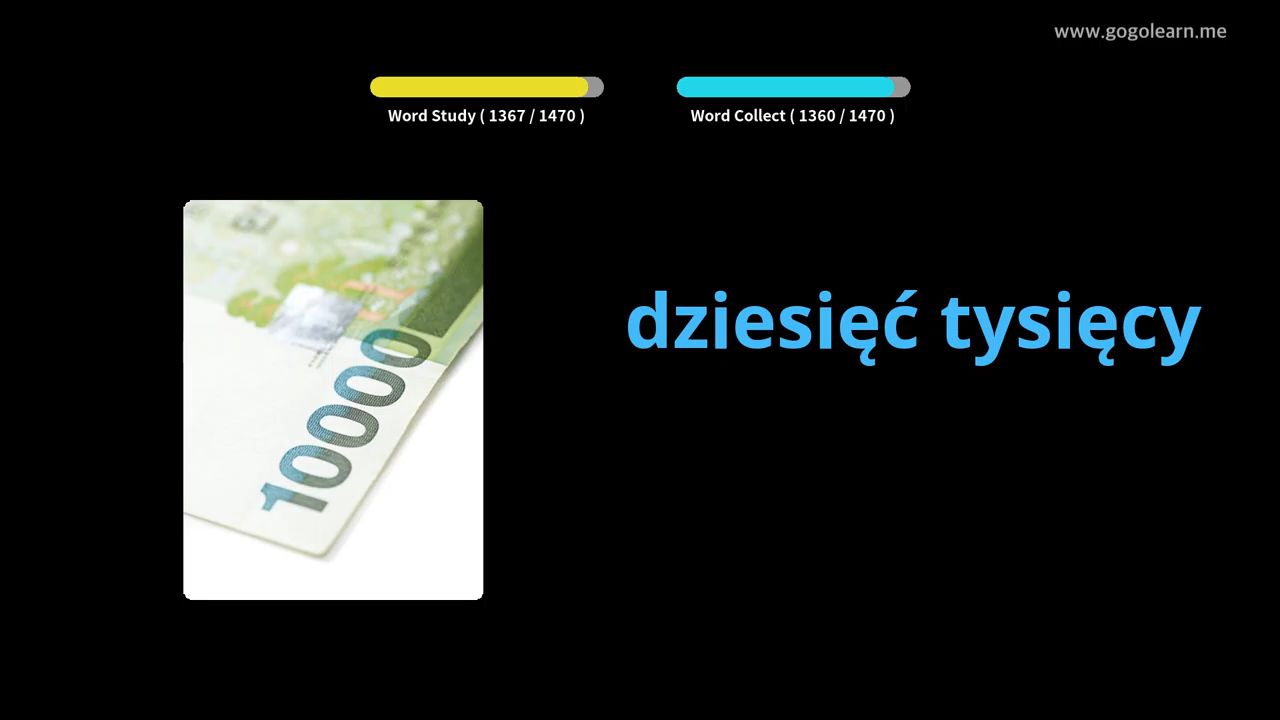 www.gogolearn.me
Word Study ( 1367 / 1470 )
Word Collect ( 1360 / 1470 )
dziesięć tysięcy
10000